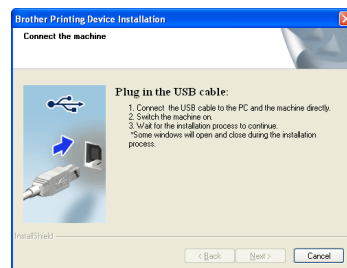 Brother Printing Device Installation
Connect the machine
Plug in the USB cable:
1. Connect the USB cable to the PC and the machine directly.
2. Switch the machine on.
3. Wait for the installation process to continue.
*Some windows will open and close during the installation
process.
InstallShield
< Back
Next >
Cancel